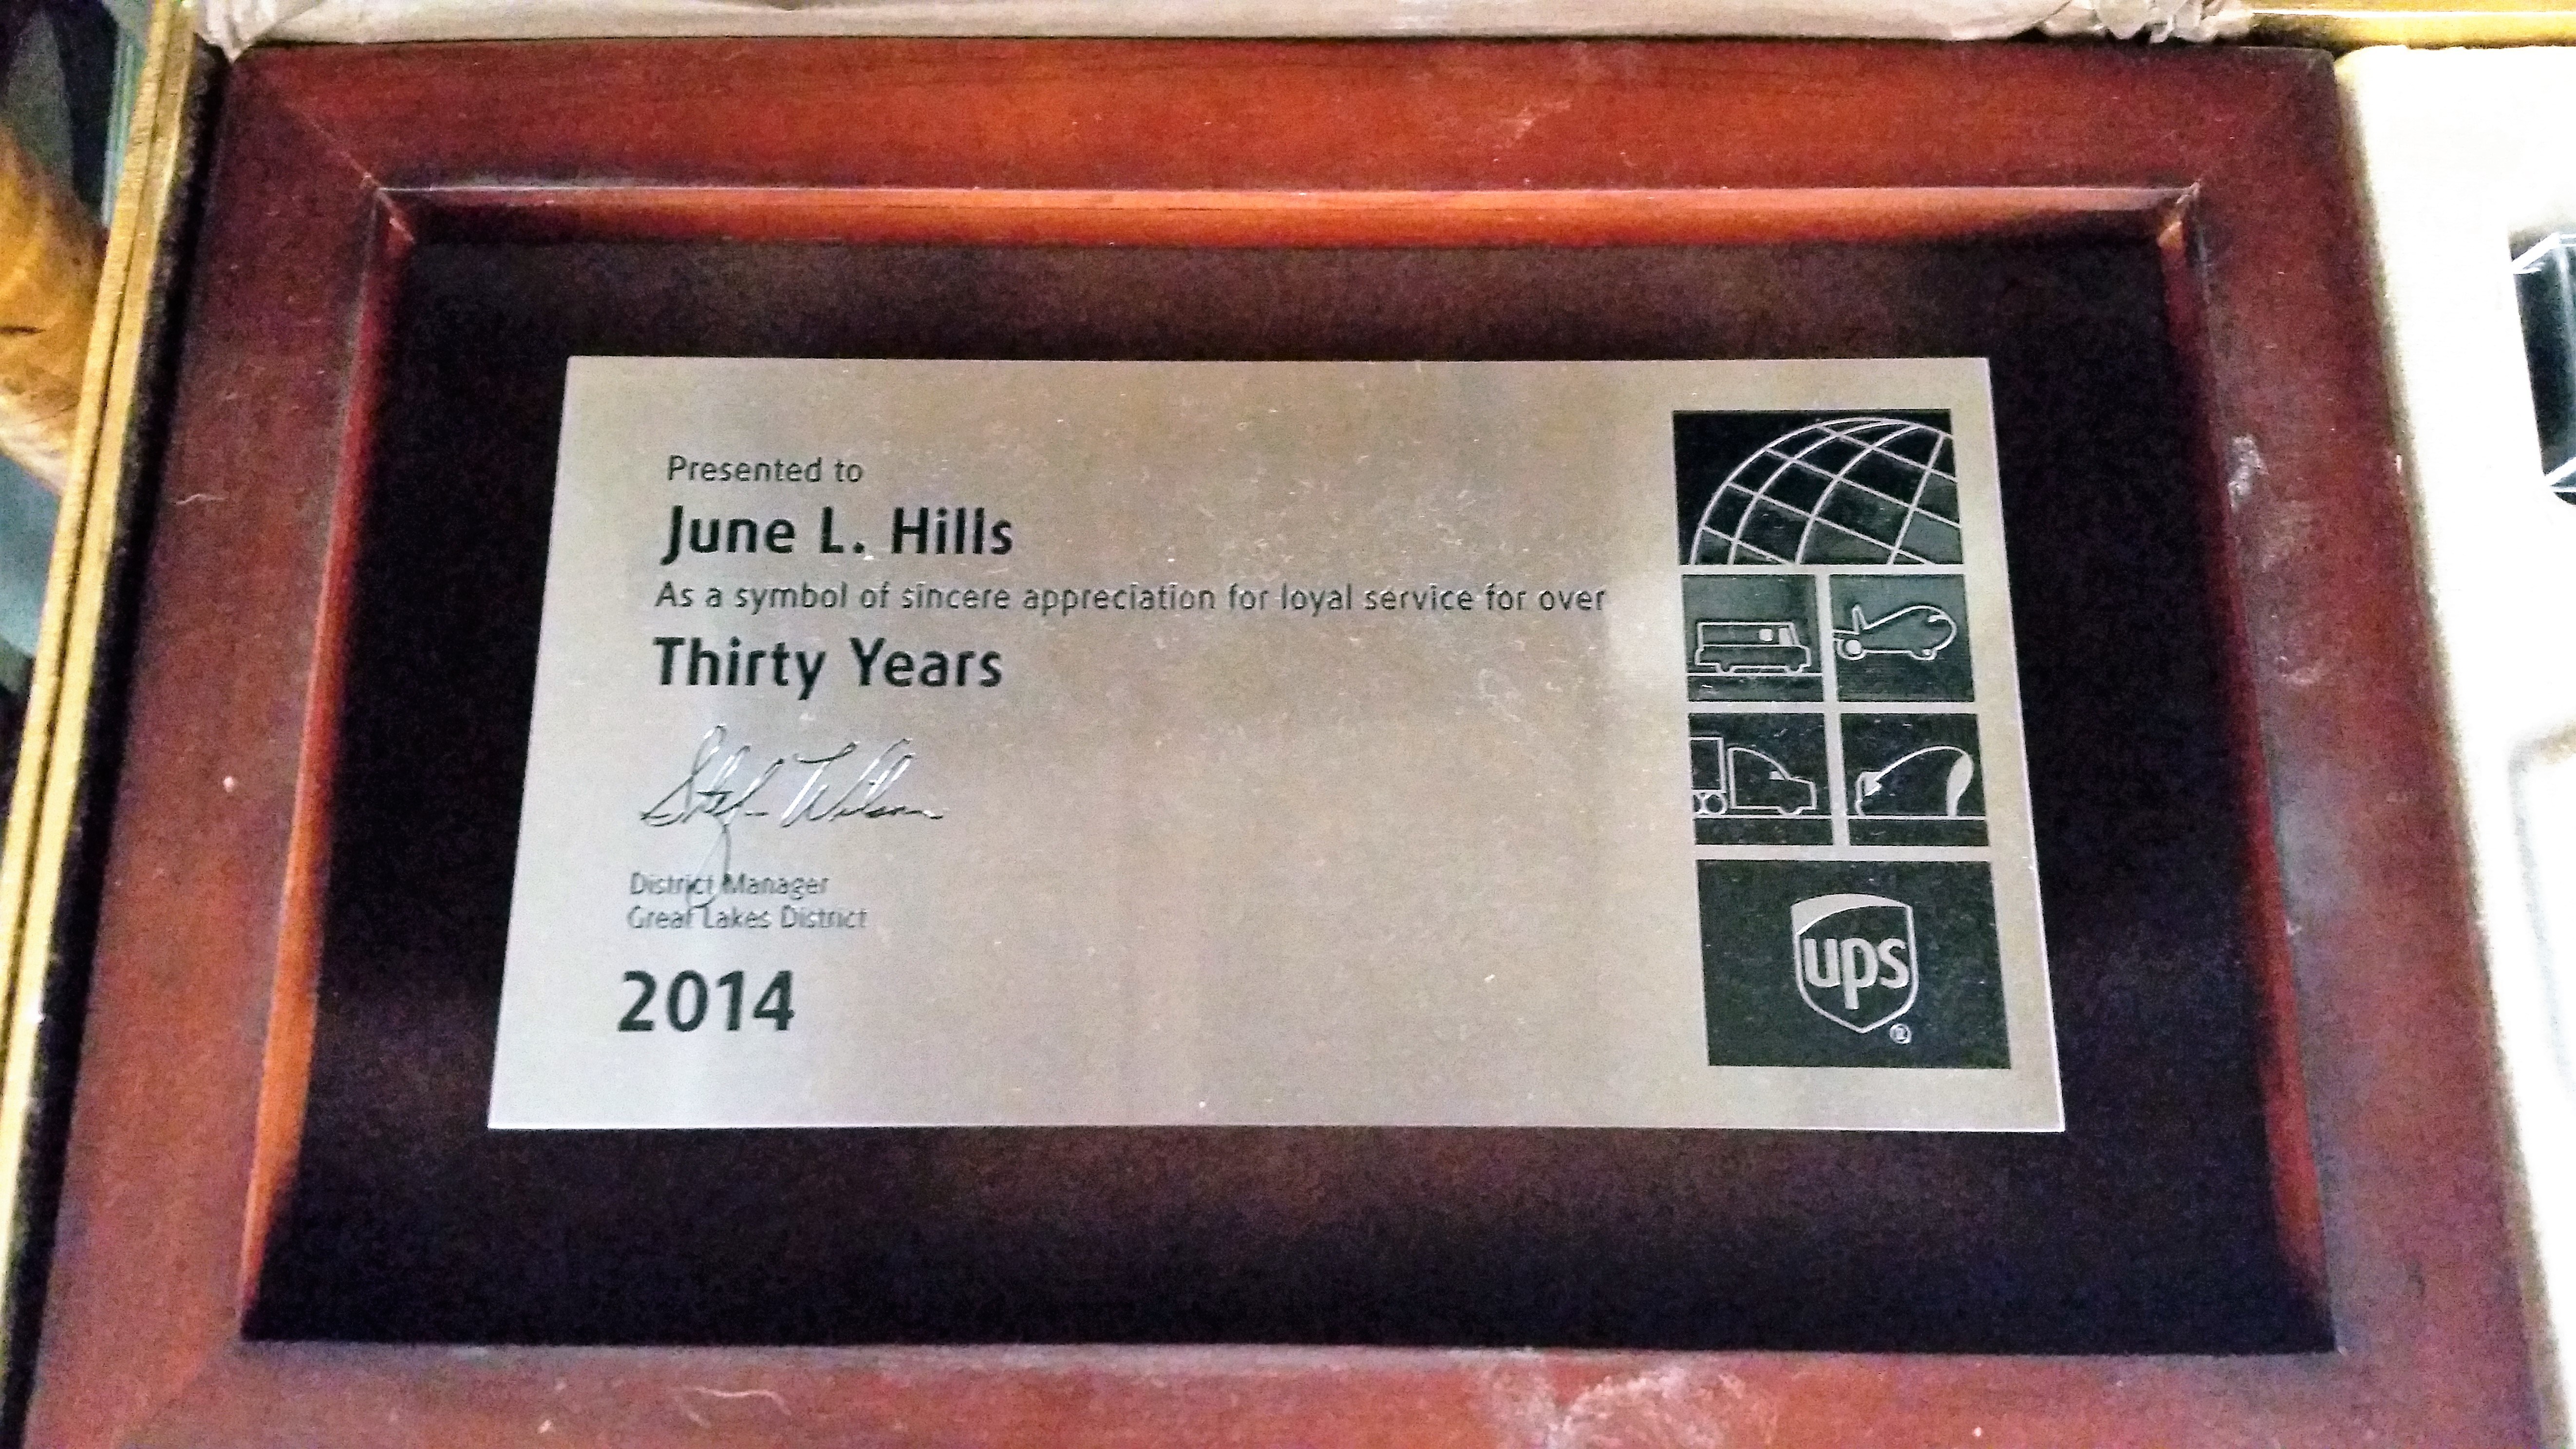 Presented to
June L. Hills
As a symbol of sincere appreciation for loyal service for over
Thirty Years
District Manager
Great Lakes District
2014
ups
®